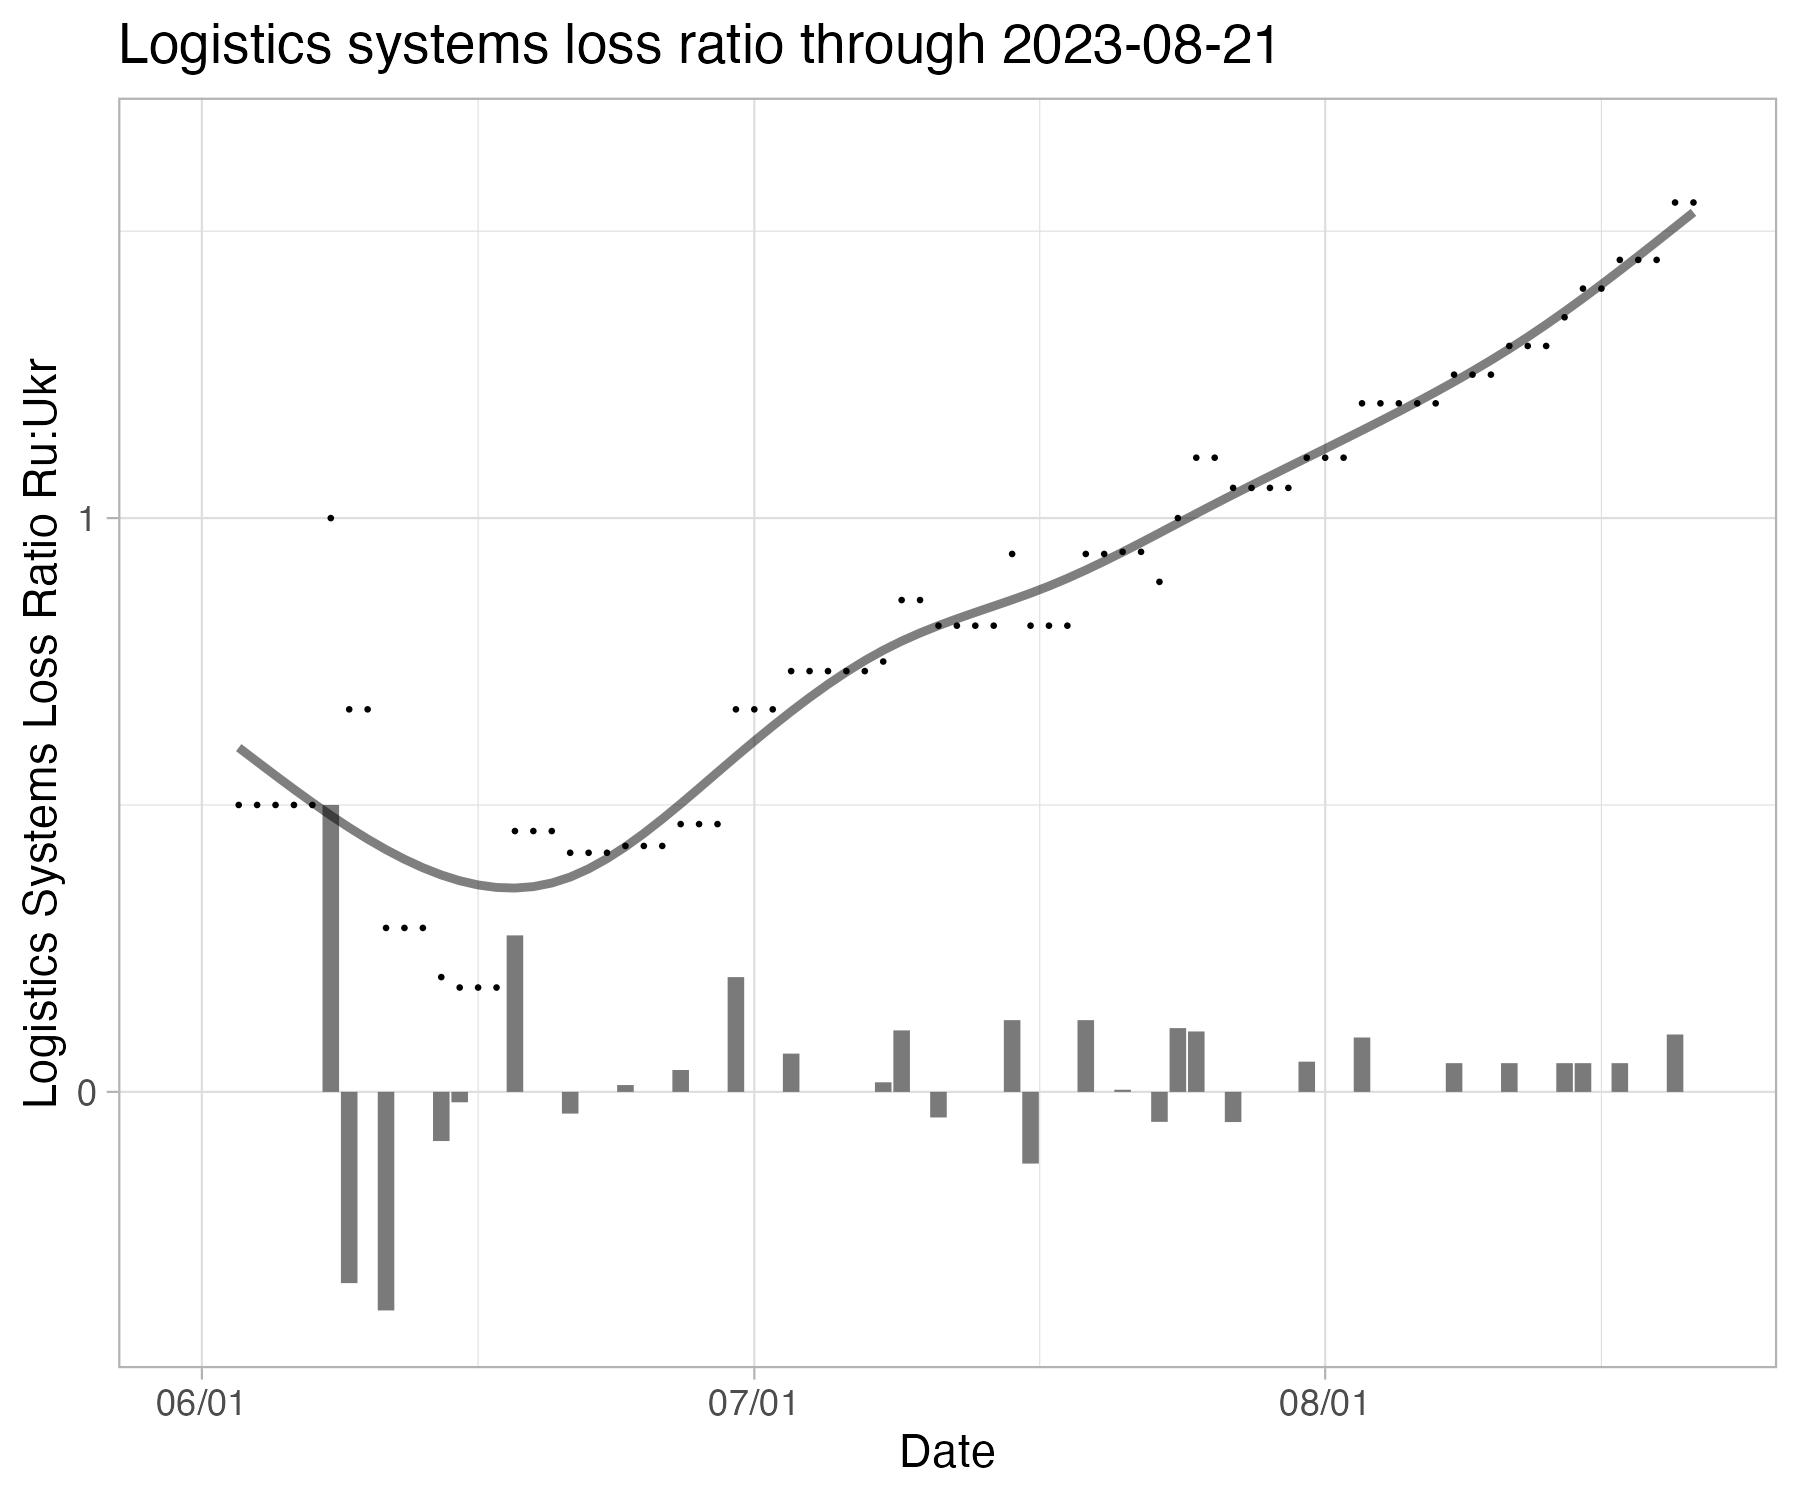 Logistics systems loss ratio through 2023-08-21
Logistics Systems Loss Ratio Ru:Ukr
1
0
06/01
07/01
08/01
Date